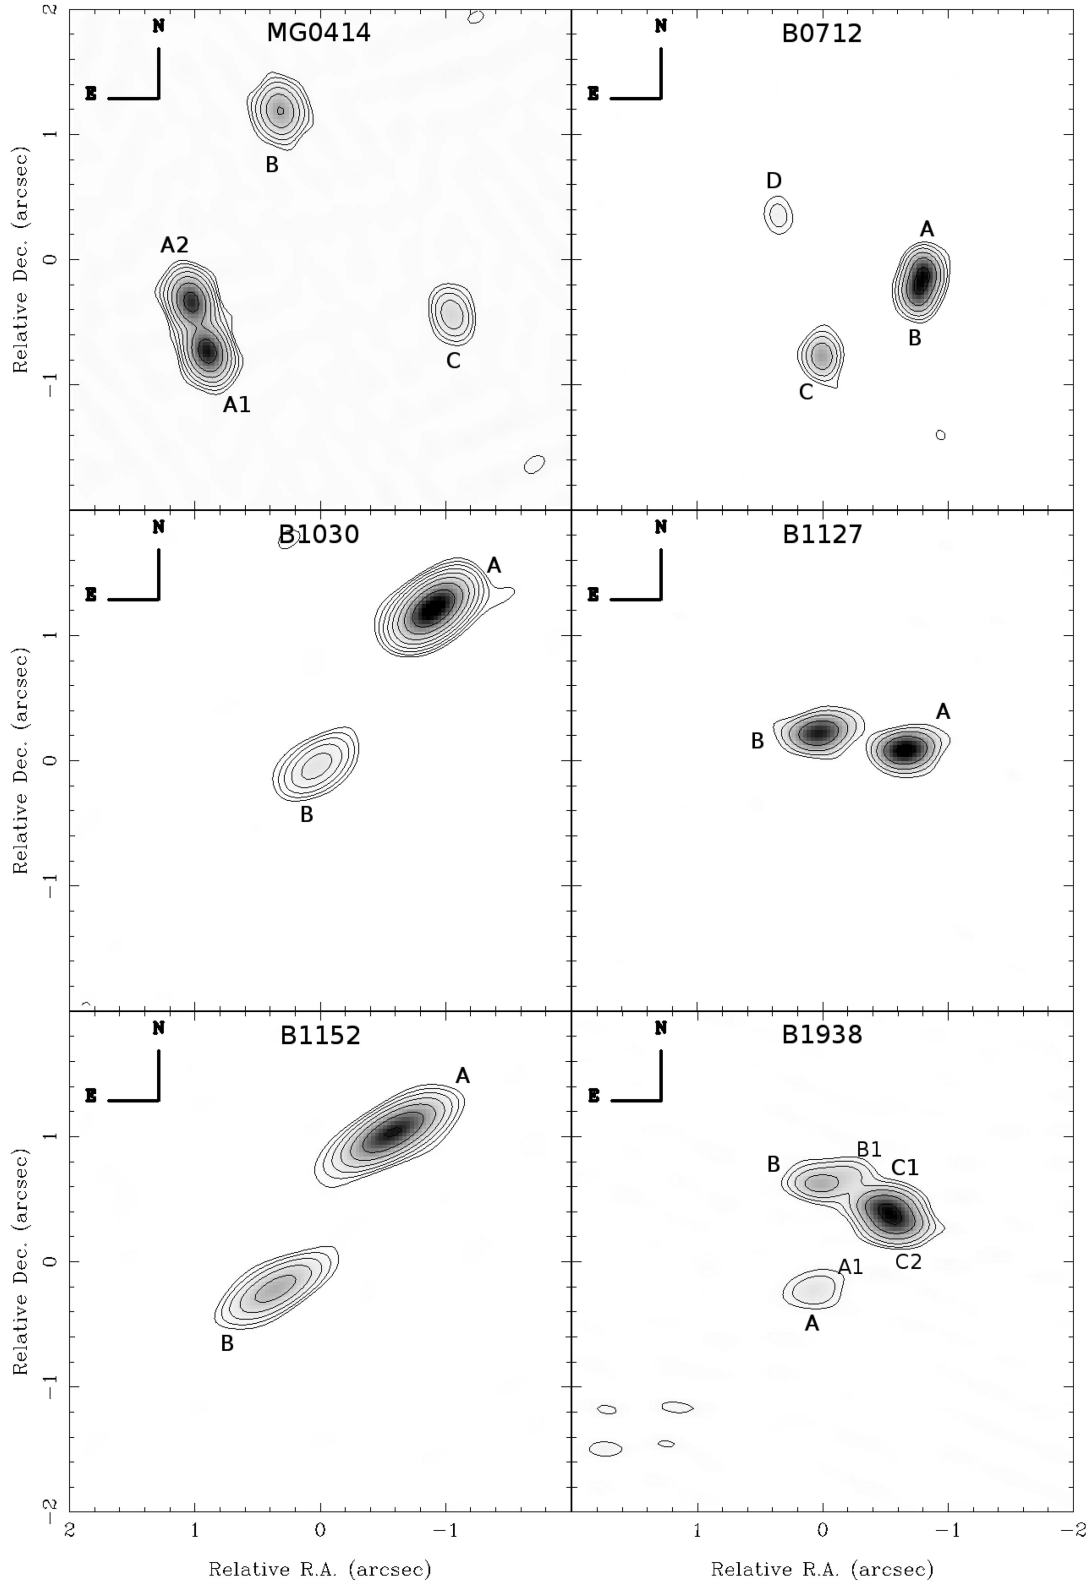 MG0414
N
E
B
A2
A1
C
2
1
0
−1
Relative Dec. (arcsec)
B0712
N
E
D
A
B
C
B1030
N
E
A
B
1
0
−1
Relative Dec. (arcsec)
B1127
N
E
B
A
B1152
N
E
A
B
1
0
−1
−2
Relative Dec. (arcsec)
2
1
0
−1
Relative R.A. (arcsec)
B1938
N
E
B
B1
C1
C2
A1
A
1
0
−1
−2
Relative R.A. (arcsec)